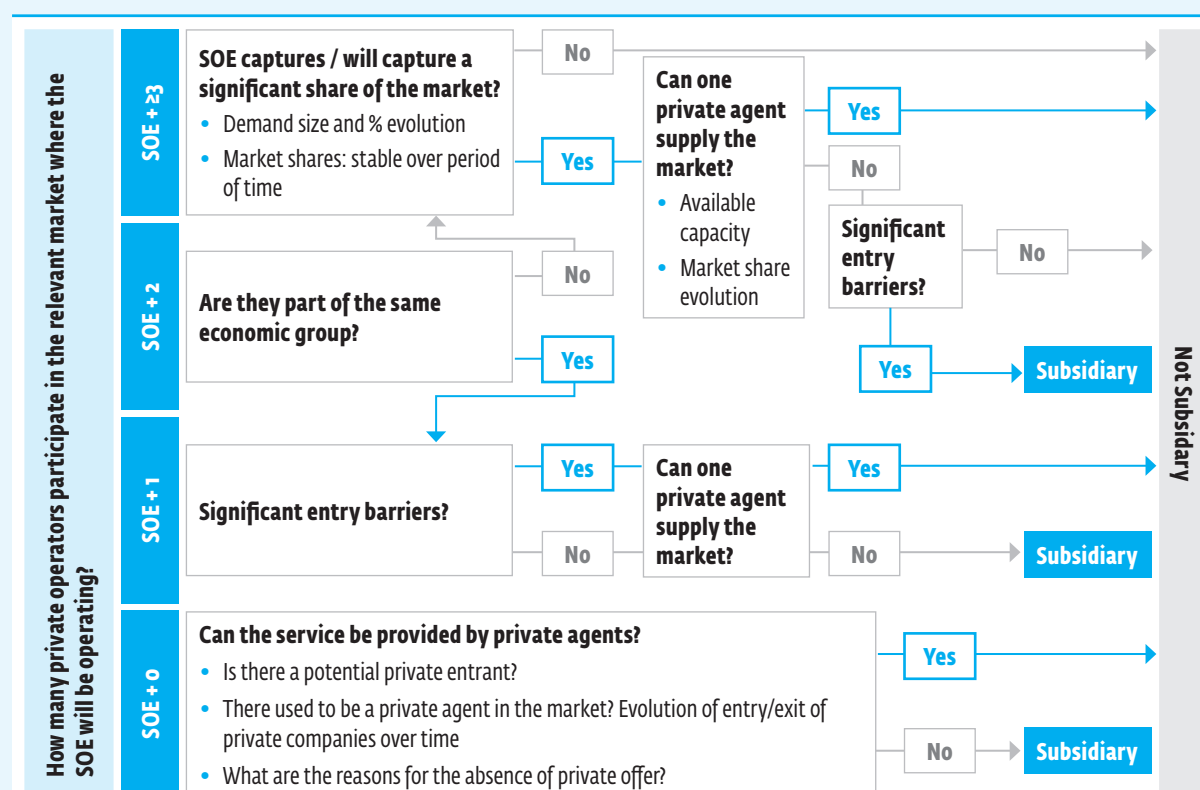 How many private operators participate in the relevant market where the
SOE will be operating?
SOE + ≥3
SOE captures / will capture a
significant share of the market?
• Demand size and % evolution
• Market shares: stable over period
of time
No
Yes
Can one
private agent
supply the
market?
• Available
capacity
• Market share
evolution
Yes
No
Significant
entry
barriers?
No
Yes
Subsidiary
SOE + 2
Are they part of the same
economic group?
No
Yes
SOE + 1
Significant entry barriers?
Yes
No
Can one
private agent
supply the
market?
Yes
No
Subsidiary
SOE + 0
Can the service be provided by private agents?
• Is there a potential private entrant?
• There used to be a private agent in the market? Evolution of entry/exit of
private companies over time
• What are the reasons for the absence of private offer?
Yes
No
Subsidiary
Not Subsidary